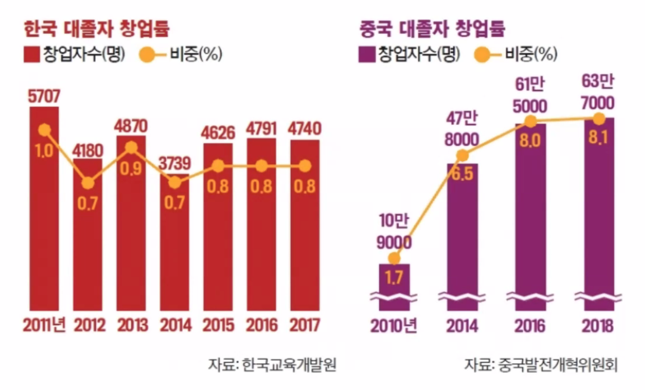 한국 대졸자 창업률
창업자수(명) 비중(%)
5707
4180
4870
3739
4626
4791
4740
1.0
0.7
0.9
0.7
0.8
0.8
0.8
2011년 2012 2013 2014 2015 2016 2017
자료: 한국교육개발원
중국 대졸자 창업률
창업자수(명) 비중(%)
10만
9000
47만
8000
61만
5000
63만
7000
1.7
6.5
8.0
8.1
2010년 2014 2016 2018
자료: 중국발전개혁위원회